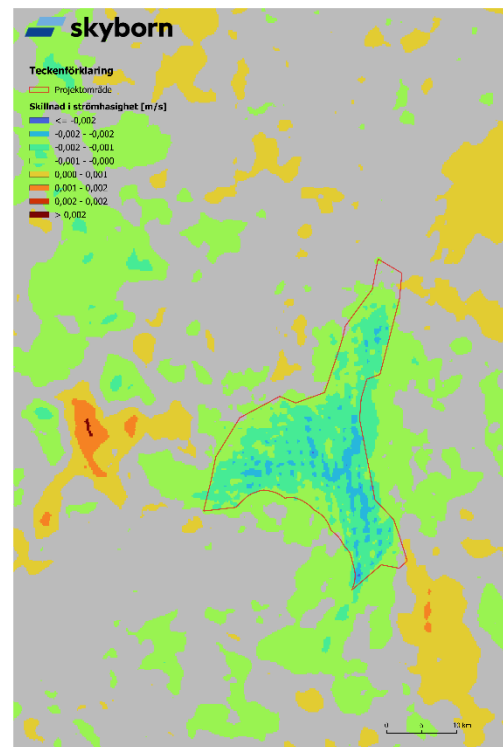 skyborn
Teckenförklaring
Projektområde
Skillnad i strömhasighet [m/s]
<= -0,002
-0,002 - -0,002
-0,002 - -0,001
-0,001 - -0,000
0,000 - 0,001
0,001 - 0,002
0,002 - 0,002
> 0,002
0 5 10 km